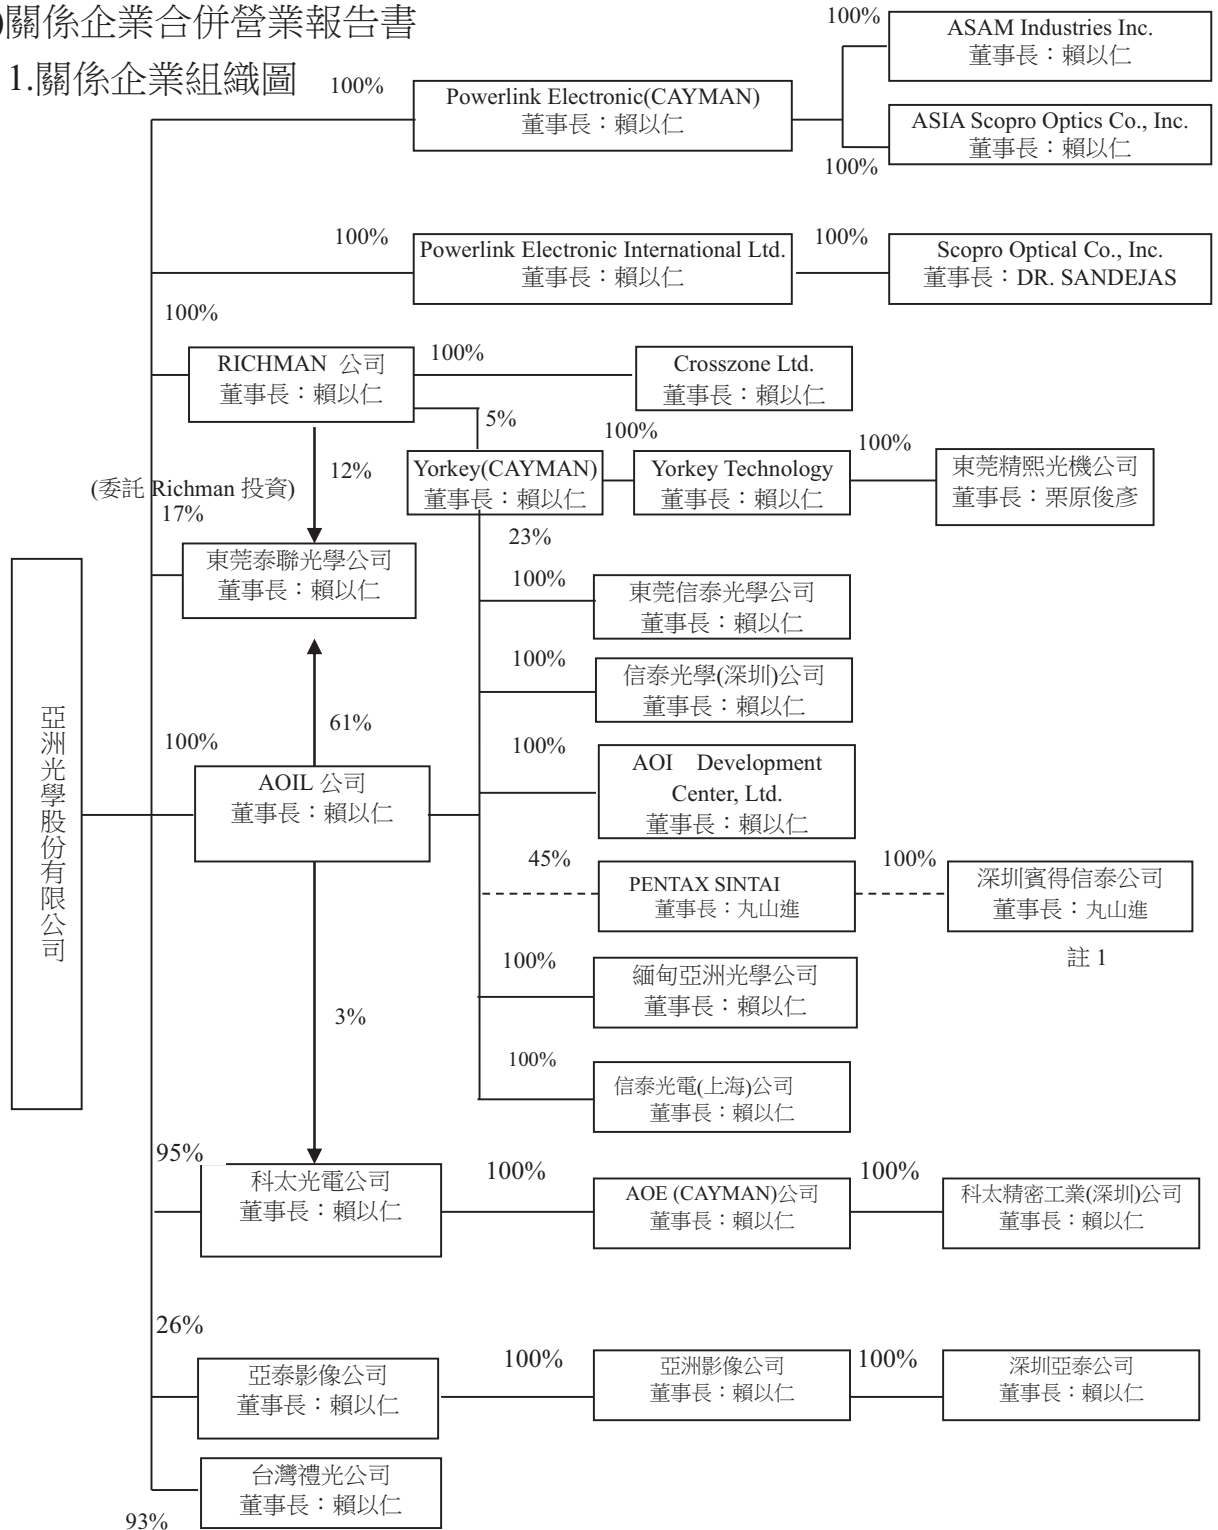 )關係企業合併營業報告書
1.關係企業組織圖
100%
Powerlink Electronic(CAYMAN)
董事長：賴以仁
100%
ASAM Industries Inc.
董事長：賴以仁
ASIA Scopro Optics Co., Inc.
董事長：賴以仁
100%
100%
Powerlink Electronic International Ltd.
董事長：賴以仁
100%
Scopro Optical Co., Inc.
董事長：DR. SANDEJAS
100%
RICHMAN 公司
董事長：賴以仁
100%
Crosszone Ltd.
董事長：賴以仁
5%
12%
Yorkey(CAYMAN)
董事長：賴以仁
100%
Yorkey Technology
董事長：賴以仁
100%
東莞精熙光機公司
董事長：栗原俊彥
(委託 Richman 投資)
17%
東莞泰聯光學公司
董事長：賴以仁
23%
100%
東莞信泰光學公司
董事長：賴以仁
100%
信泰光學(深圳)公司
董事長：賴以仁
61%
100%
AOIL 公司
董事長：賴以仁
亞洲光學股份有限公司
100%
AOI Development
Center, Ltd.
董事長：賴以仁
45%
PENTAX SINTAI
董事長：丸山進
100%
深圳賓得信泰公司
董事長：丸山進
註 1
100%
緬甸亞洲光學公司
董事長：賴以仁
3%
100%
信泰光電(上海)公司
董事長：賴以仁
95%
科太光電公司
董事長：賴以仁
100%
AOE (CAYMAN)公司
董事長：賴以仁
100%
科太精密工業(深圳)公司
董事長：賴以仁
26%
亞泰影像公司
董事長：賴以仁
100%
亞洲影像公司
董事長：賴以仁
100%
深圳亞泰公司
董事長：賴以仁
台灣禮光公司
董事長：賴以仁
93%